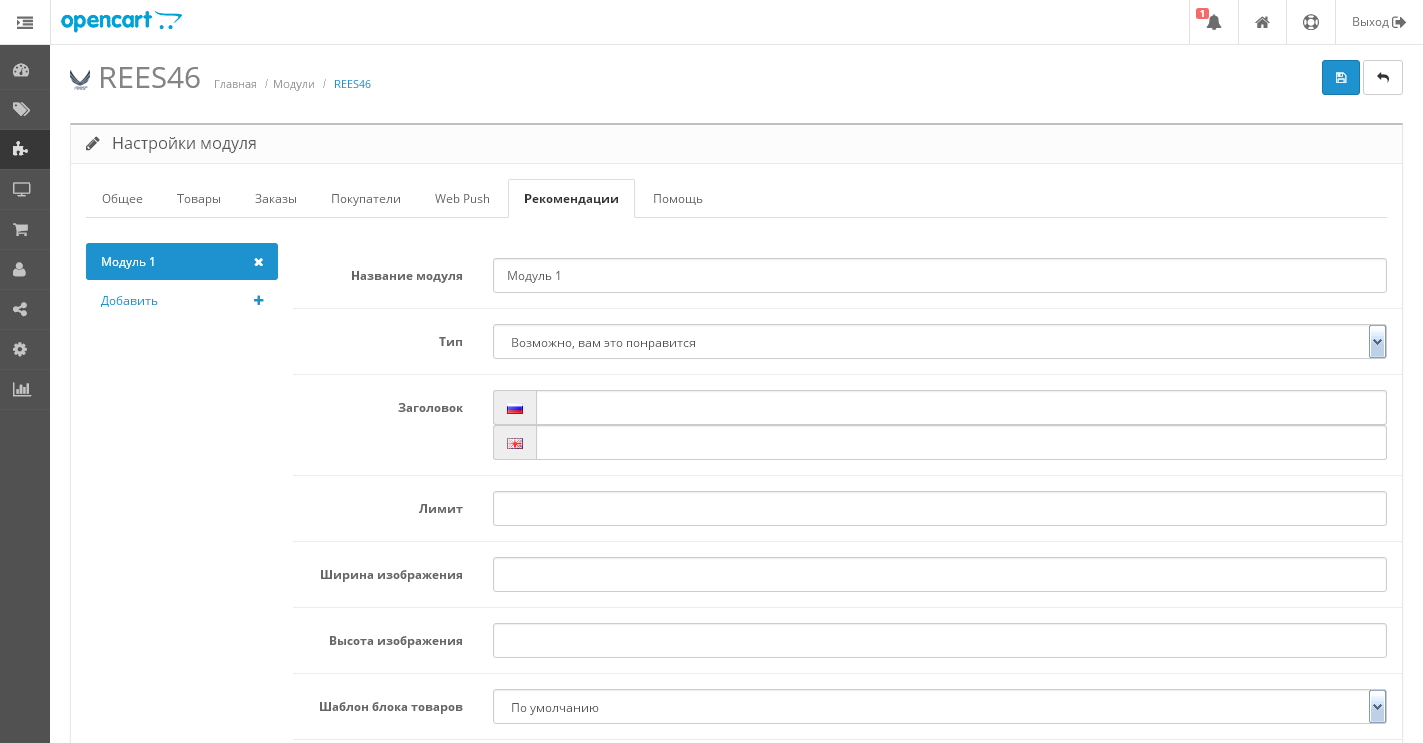 opencart
1
Выход
REES46
Главная / Модули / REES46
Настройки модуля
Общее Товары Заказы Покупатели Web Push Рекомендации Помощь
Модуль 1
Добавить
Название модуля Модуль 1
Тип Возможно, вам это понравится
Заголовок
Лимит
Ширина изображения
Высота изображения
Шаблон блока товаров По умолчанию